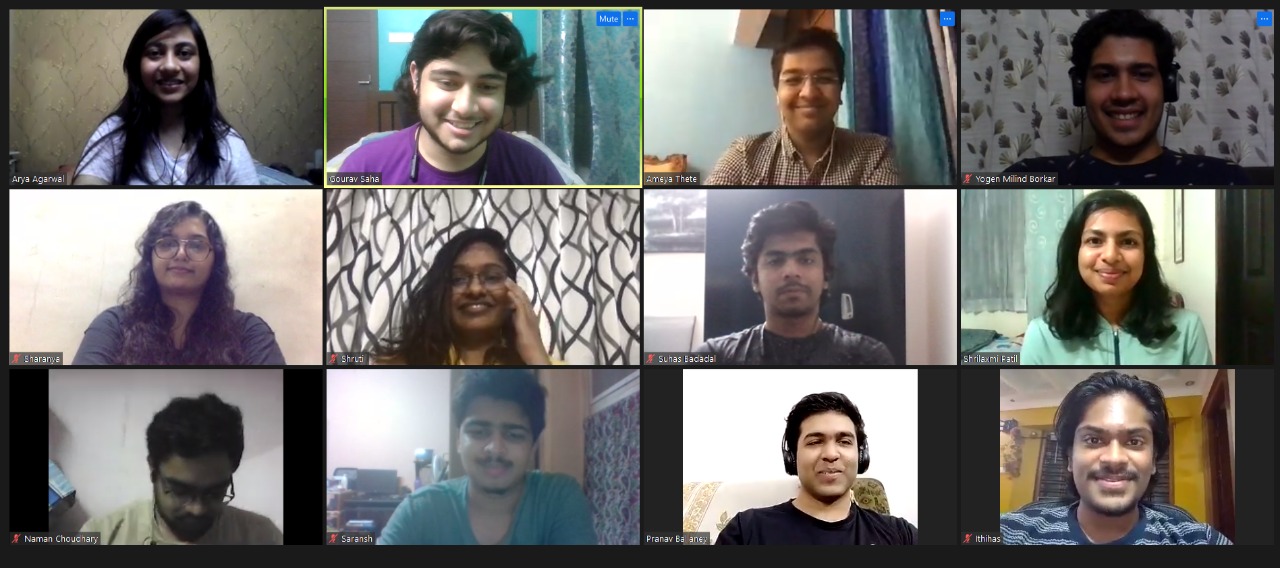 Mute ...
...
...
Arya Agarwal
Gourav Saha
Ameya Thete
Yogen Milind Borkar
Sharanya
Shruti
Suhas Badadal
Shrilaxmi Patil
Naman Choudhary
Saransh
Pranav Ballaney
Ithihas